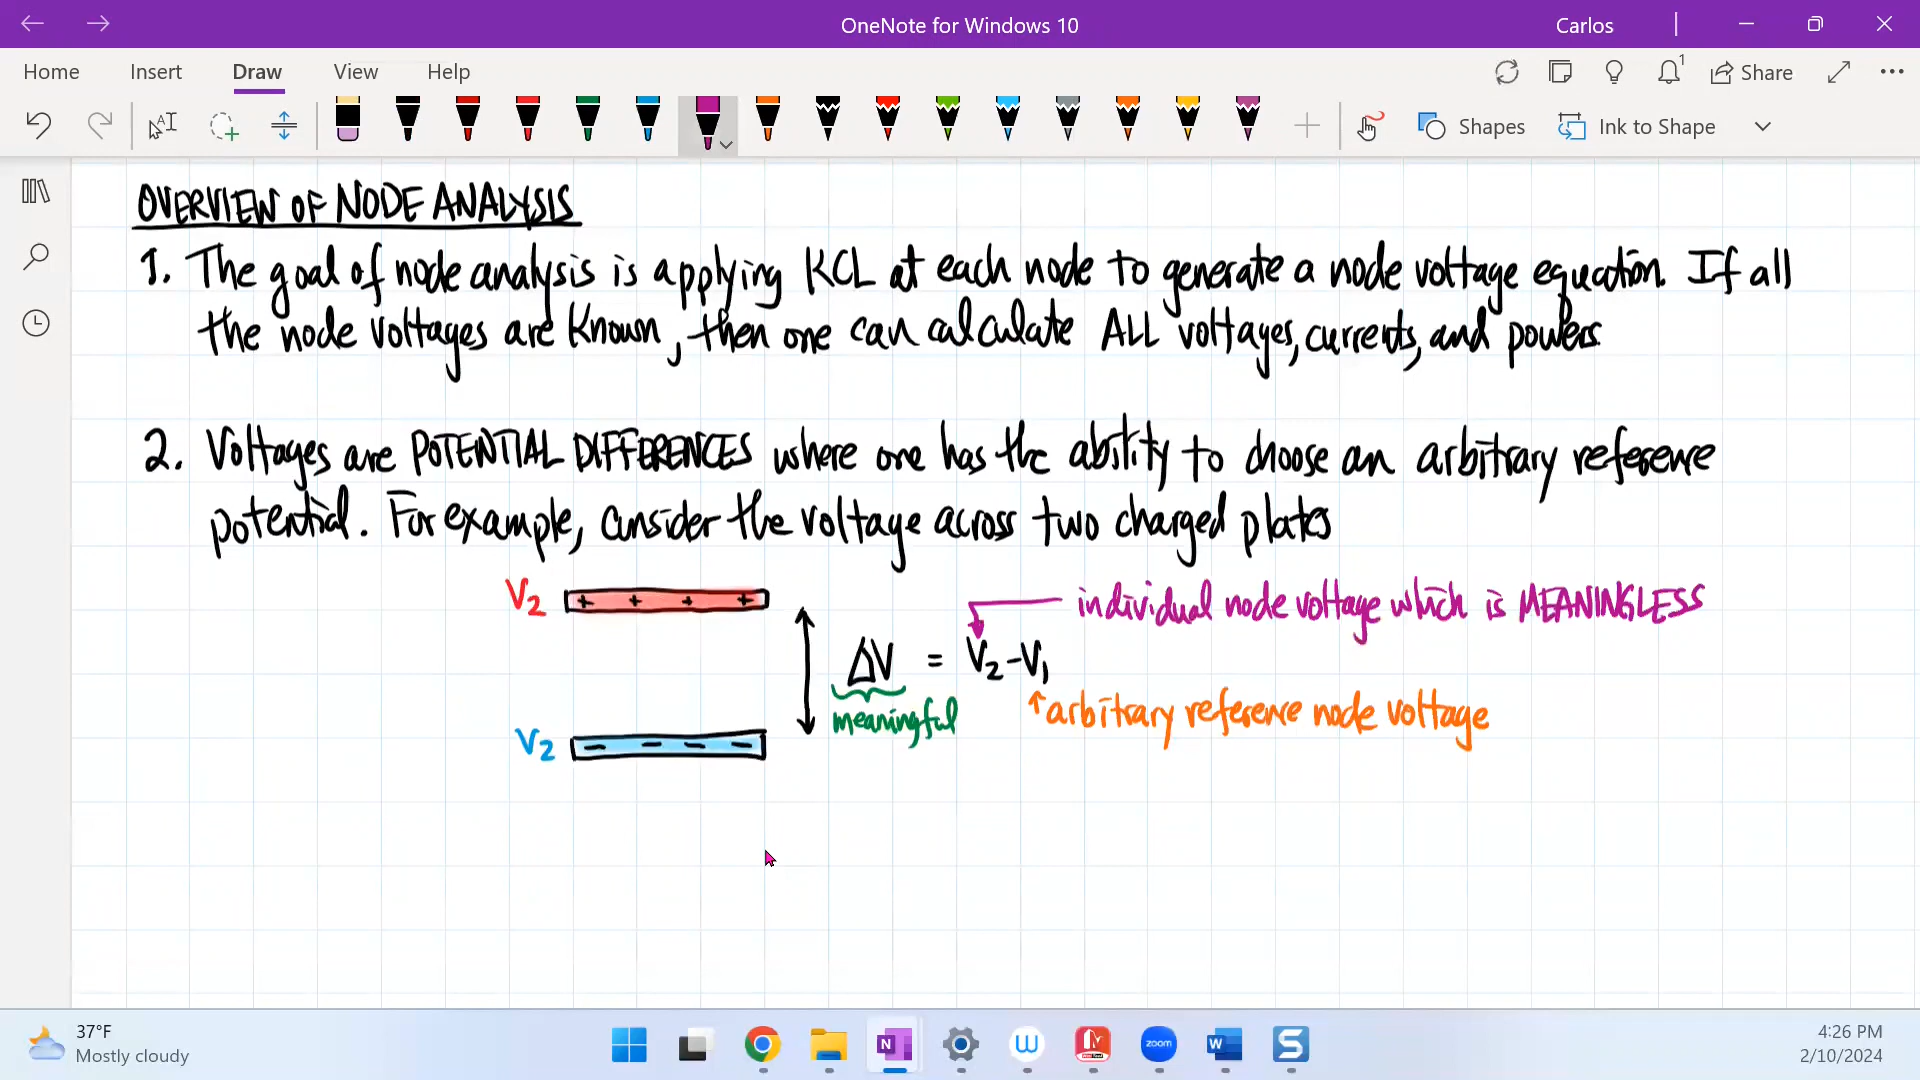 OneNote for Windows 10
Carlos
Home Insert Draw View Help
1
Share
Shapes
Ink to Shape
OVERVIEW OF NODE ANALYSIS
1. The goal of node analysis is applying KCL at each node to generate a node voltage equation. If all
the node voltages are known, then one can calculate ALL voltages, currents, and powers
2. Voltages are POTENTIAL DIFFERENCES where one has the ability to choose an arbitrary reference
potential. For example, consider the voltage across two charged plates
V2 + + + +
individual node voltage which is MEANINGLESS
ΔV = V2-V1
meaningful
↑arbitrary reference node voltage
V2 - - - -
37°F
Mostly cloudy
N
W
zoom
W
S
4:26 PM
2/10/2024